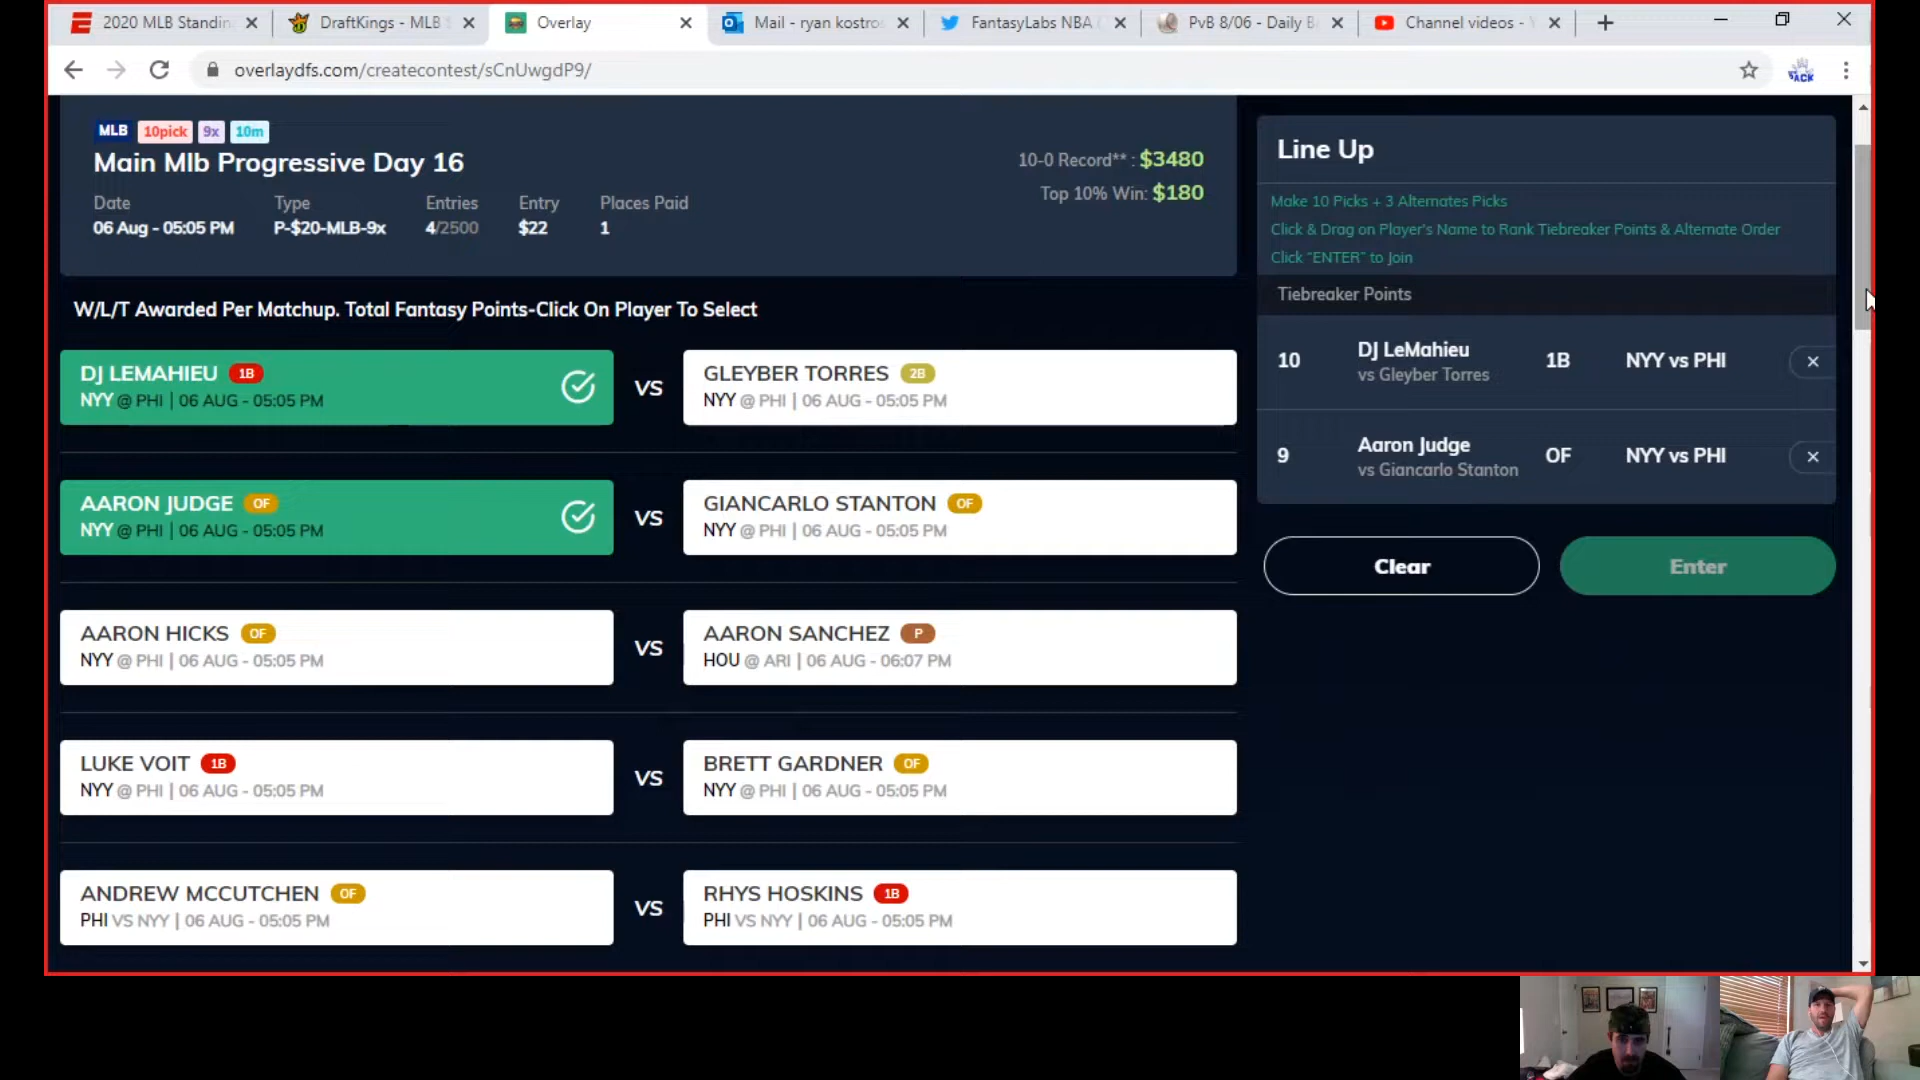 2020 MLB Standin
DraftKings - MLB
Overlay
Mail - ryan kostros
FantasyLabs NBA
PvB 8/06 - Daily B
Channel videos -
overlaydfs.com/createcontest/sCnUwgdP9/
MLB 10pick 9x 10m
Main Mlb Progressive Day 16
10-0 Record** : $3480
Top 10% Win: $180
Date Type Entries Entry Places Paid
06 Aug - 05:05 PM P-$20-MLB-9x 4/2500 $22 1
W/L/T Awarded Per Matchup. Total Fantasy Points-Click On Player To Select
DJ LEMAHIEU 1B
NYY @ PHI | 06 AUG - 05:05 PM
VS
GLEYBER TORRES 2B
NYY @ PHI | 06 AUG - 05:05 PM
AARON JUDGE OF
NYY @ PHI | 06 AUG - 05:05 PM
VS
GIANCARLO STANTON OF
NYY @ PHI | 06 AUG - 05:05 PM
AARON HICKS OF
NYY @ PHI | 06 AUG - 05:05 PM
VS
AARON SANCHEZ P
HOU @ ARI | 06 AUG - 06:07 PM
LUKE VOIT 1B
NYY @ PHI | 06 AUG - 05:05 PM
VS
BRETT GARDNER OF
NYY @ PHI | 06 AUG - 05:05 PM
ANDREW MCCUTCHEN OF
PHI VS NYY | 06 AUG - 05:05 PM
VS
RHYS HOSKINS 1B
PHI VS NYY | 06 AUG - 05:05 PM
Line Up
Make 10 Picks + 3 Alternates Picks
Click & Drag on Player's Name to Rank Tiebreaker Points & Alternate Order
Click "ENTER" to Join
Tiebreaker Points
10 DJ LeMahieu 1B NYY vs PHI
vs Gleyber Torres
9 Aaron Judge OF NYY vs PHI
vs Giancarlo Stanton
Clear Enter